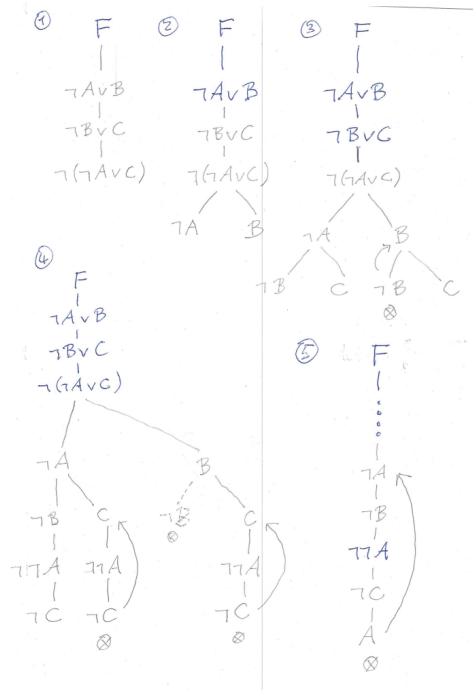 ①
F
¬A∨B
¬B∨C
¬(¬A∨C)
②
F
¬A∨B
¬B∨C
¬(¬A∨C)
¬A B
③
F
¬A∨B
¬B∨C
¬(¬A∨C)
¬A B
¬B C ¬B C
⊗
④
F
¬A∨B
¬B∨C
¬(¬A∨C)
¬A B
¬B C ¬B C
⊗
¬¬A ¬¬A ¬¬A
¬C ¬C ¬C
⊗ ⊗
⑤
F
¬A
¬B
¬¬A
¬C
A
⊗